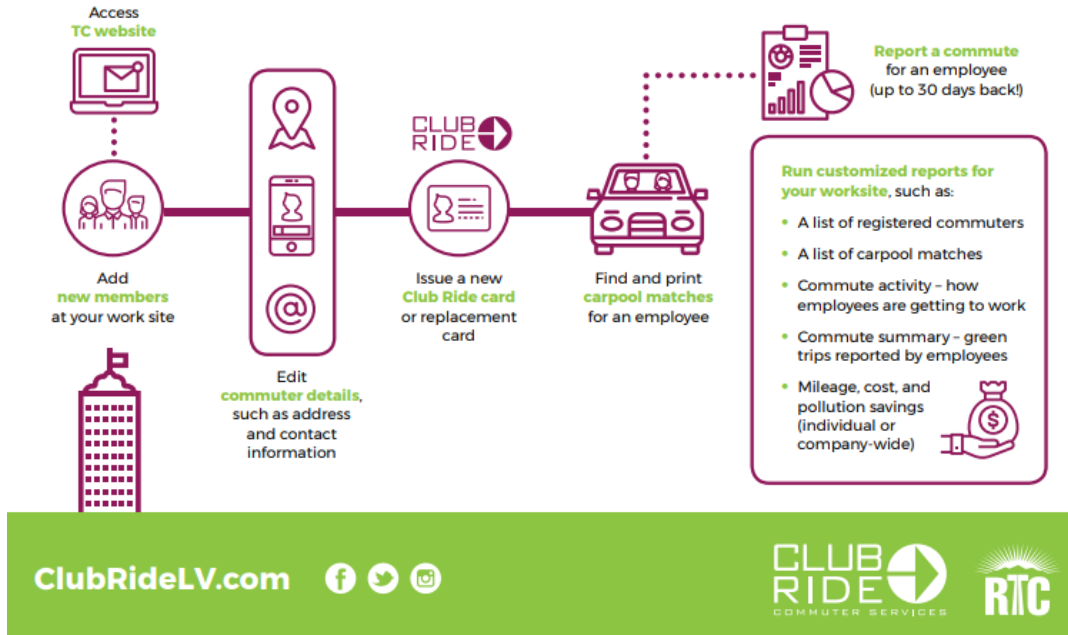 Access
TC website
Add
new members
at your work site
Edit
commuter details,
such as address
and contact
information
CLUB
RIDE
Issue a new
Club Ride card
or replacement
card
Find and print
carpool matches
for an employee
Report a commute
for an employee
(up to 30 days back!)
Run customized reports for
your worksite, such as:
• A list of registered commuters
• A list of carpool matches
• Commute activity – how
employees are getting to work
• Commute summary – green
trips reported by employees
• Mileage, cost, and
pollution savings
(individual or
company-wide)
$
@
ClubRideLV.com
f
CLUB
RIDE
COMMUTER SERVICES
RTC